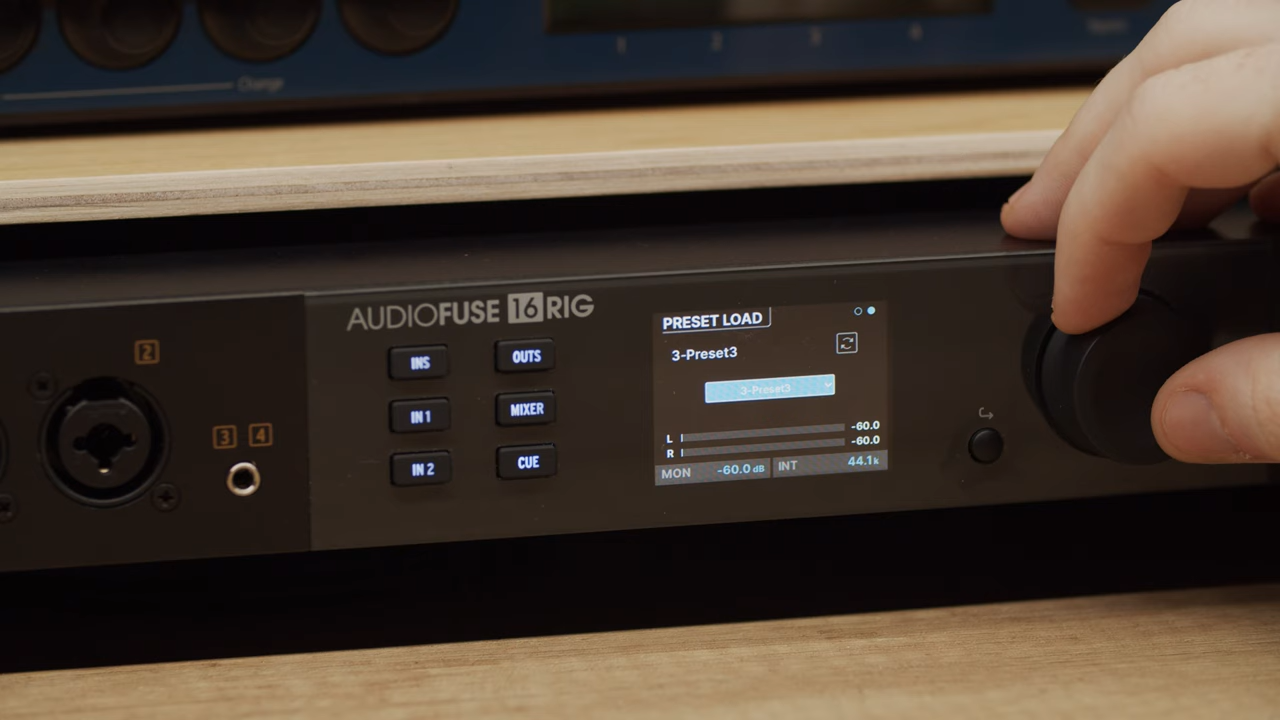 Change
1 2 3 4
AUDIOFUSE 16RIG
2
3 4
INS
OUTS
IN 1
MIXER
IN 2
CUE
PRESET LOAD
3-Preset3
3-Preset3
L -60.0
R -60.0
MON -60.0 dB INT 44.1k